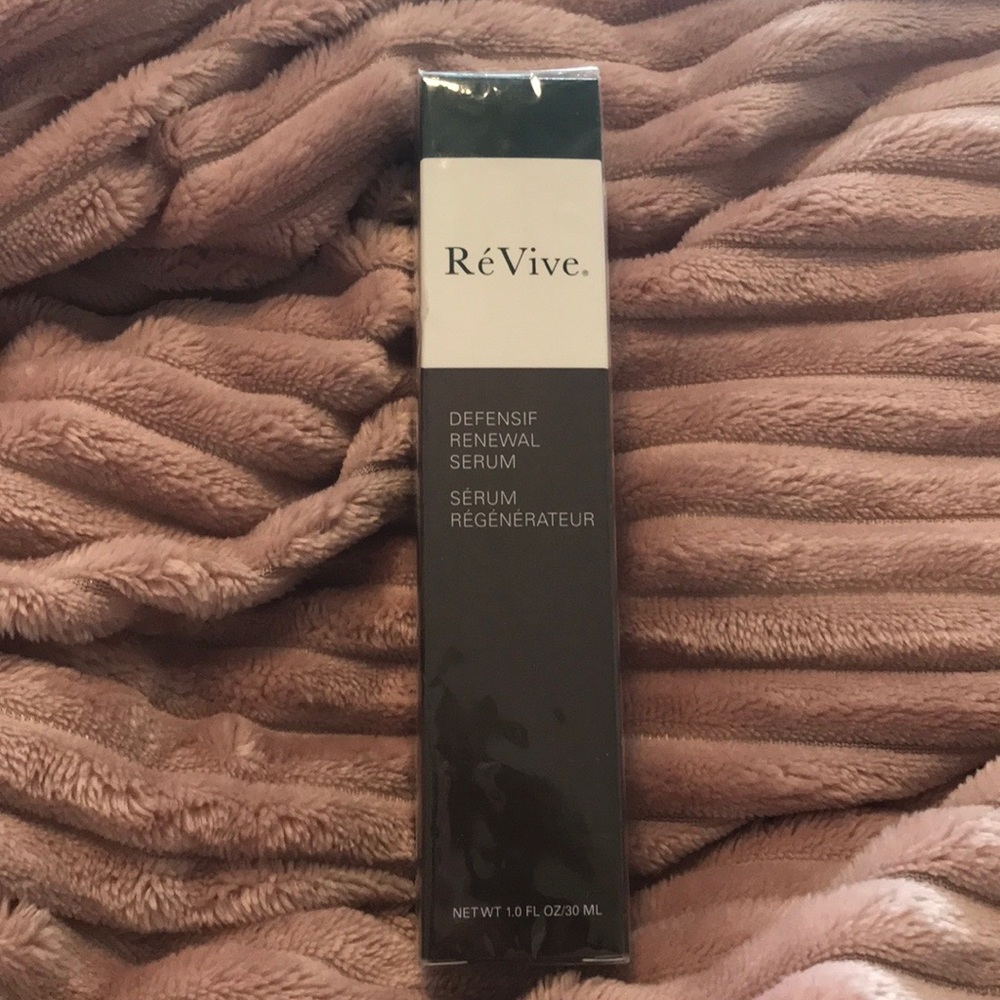 RéVive®
DEFENSIF
RENEWAL
SERUM
SÉRUM
RÉGÉNÉRATEUR
NET WT 1.0 FL OZ/30 ML